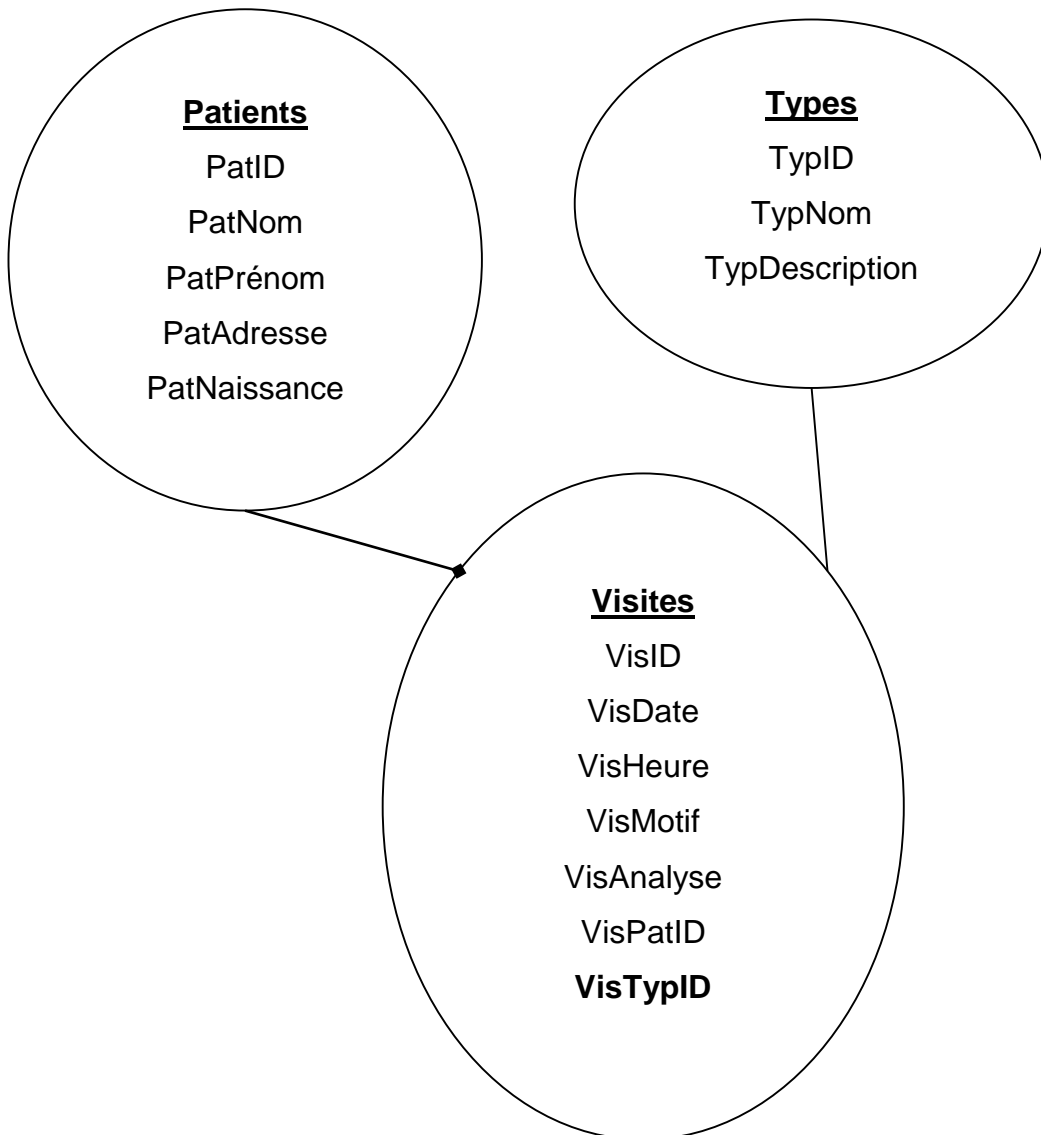 Patients
PatID
PatNom
PatPrénom
PatAdresse
PatNaissance
Types
TypID
TypNom
TypDescription
Visites
VisID
VisDate
VisHeure
VisMotif
VisAnalyse
VisPatID
VisTypID